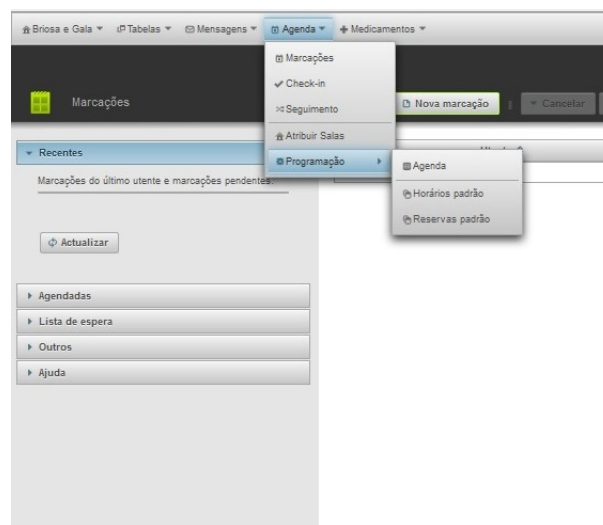 Briosa e Gala Tabelas Mensagens Agenda Medicamentos
Marcações
Check-in
Seguimento
Atribuir Salas
Programação
Agenda
Horários padrão
Reservas padrão
Marcações
Nova marcação Cancelar
Recentes
Marcações do último utente e marcações pendentes.
Actualizar
Agendadas
Lista de espera
Outros
Ajuda